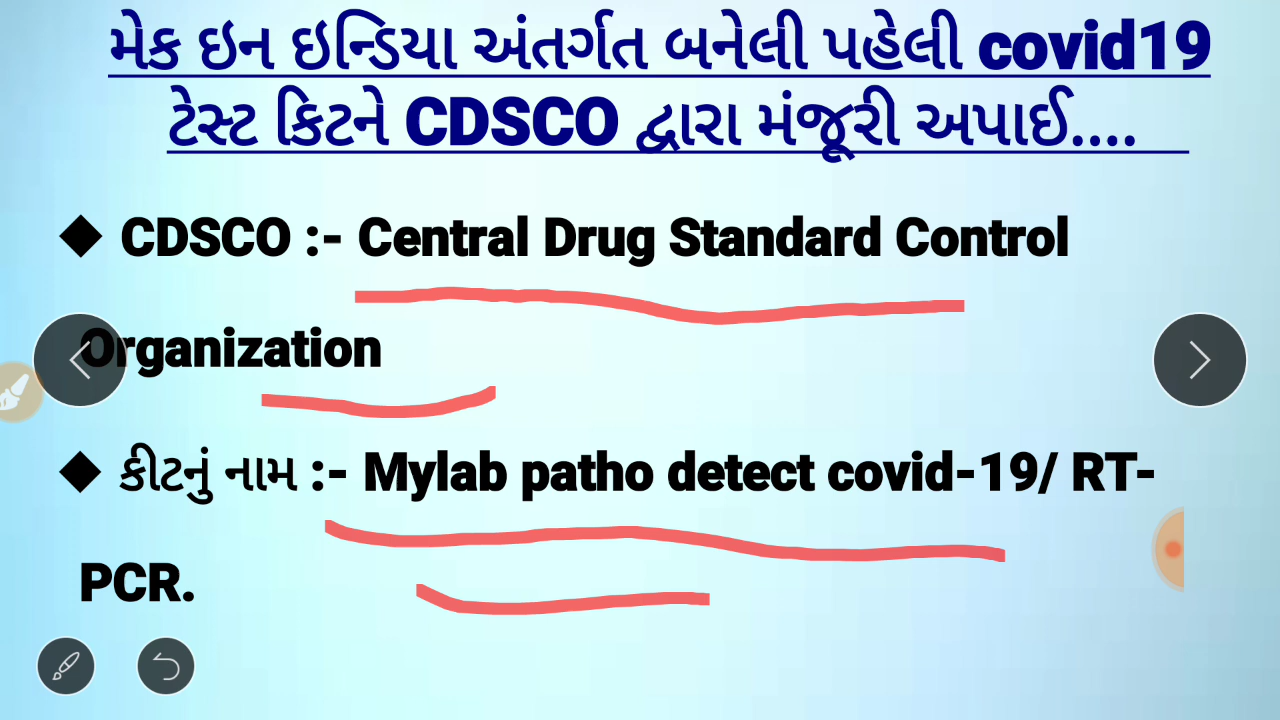 મેક ઇન ઇન્ડિયા અંતર્ગત બનેલી પહેલી covid19
ટેસ્ટ કિટને CDSCO દ્વારા મંજૂરી અપાઈ....
◆ CDSCO :- Central Drug Standard Control
Organization
◆ કીટનું નામ :- Mylab patho detect covid-19/ RT-
PCR.